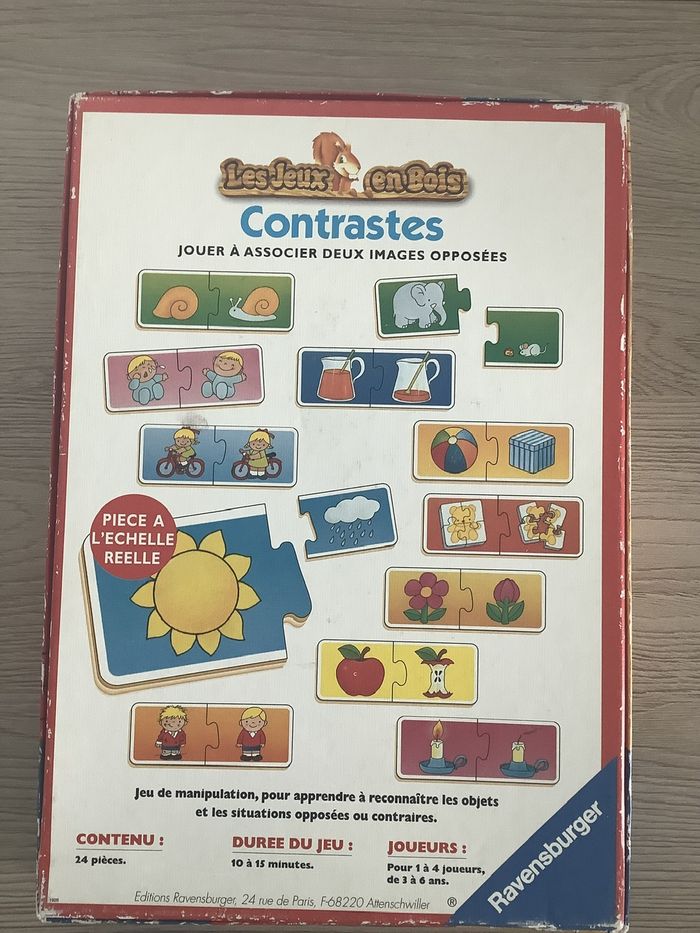 Les Jeux en Bois
Contrastes
JOUER À ASSOCIER DEUX IMAGES OPPOSÉES
PIECE A
L'ECHELLE
REELLE
Jeu de manipulation, pour apprendre à reconnaître les objets
et les situations opposées ou contraires.
CONTENU :
24 pièces.
DUREE DU JEU :
10 à 15 minutes.
JOUEURS :
Pour 1 à 4 joueurs,
de 3 à 6 ans.
Editions Ravensburger, 24 rue de Paris, F-68220 Attenschwiller ®
Ravensburger